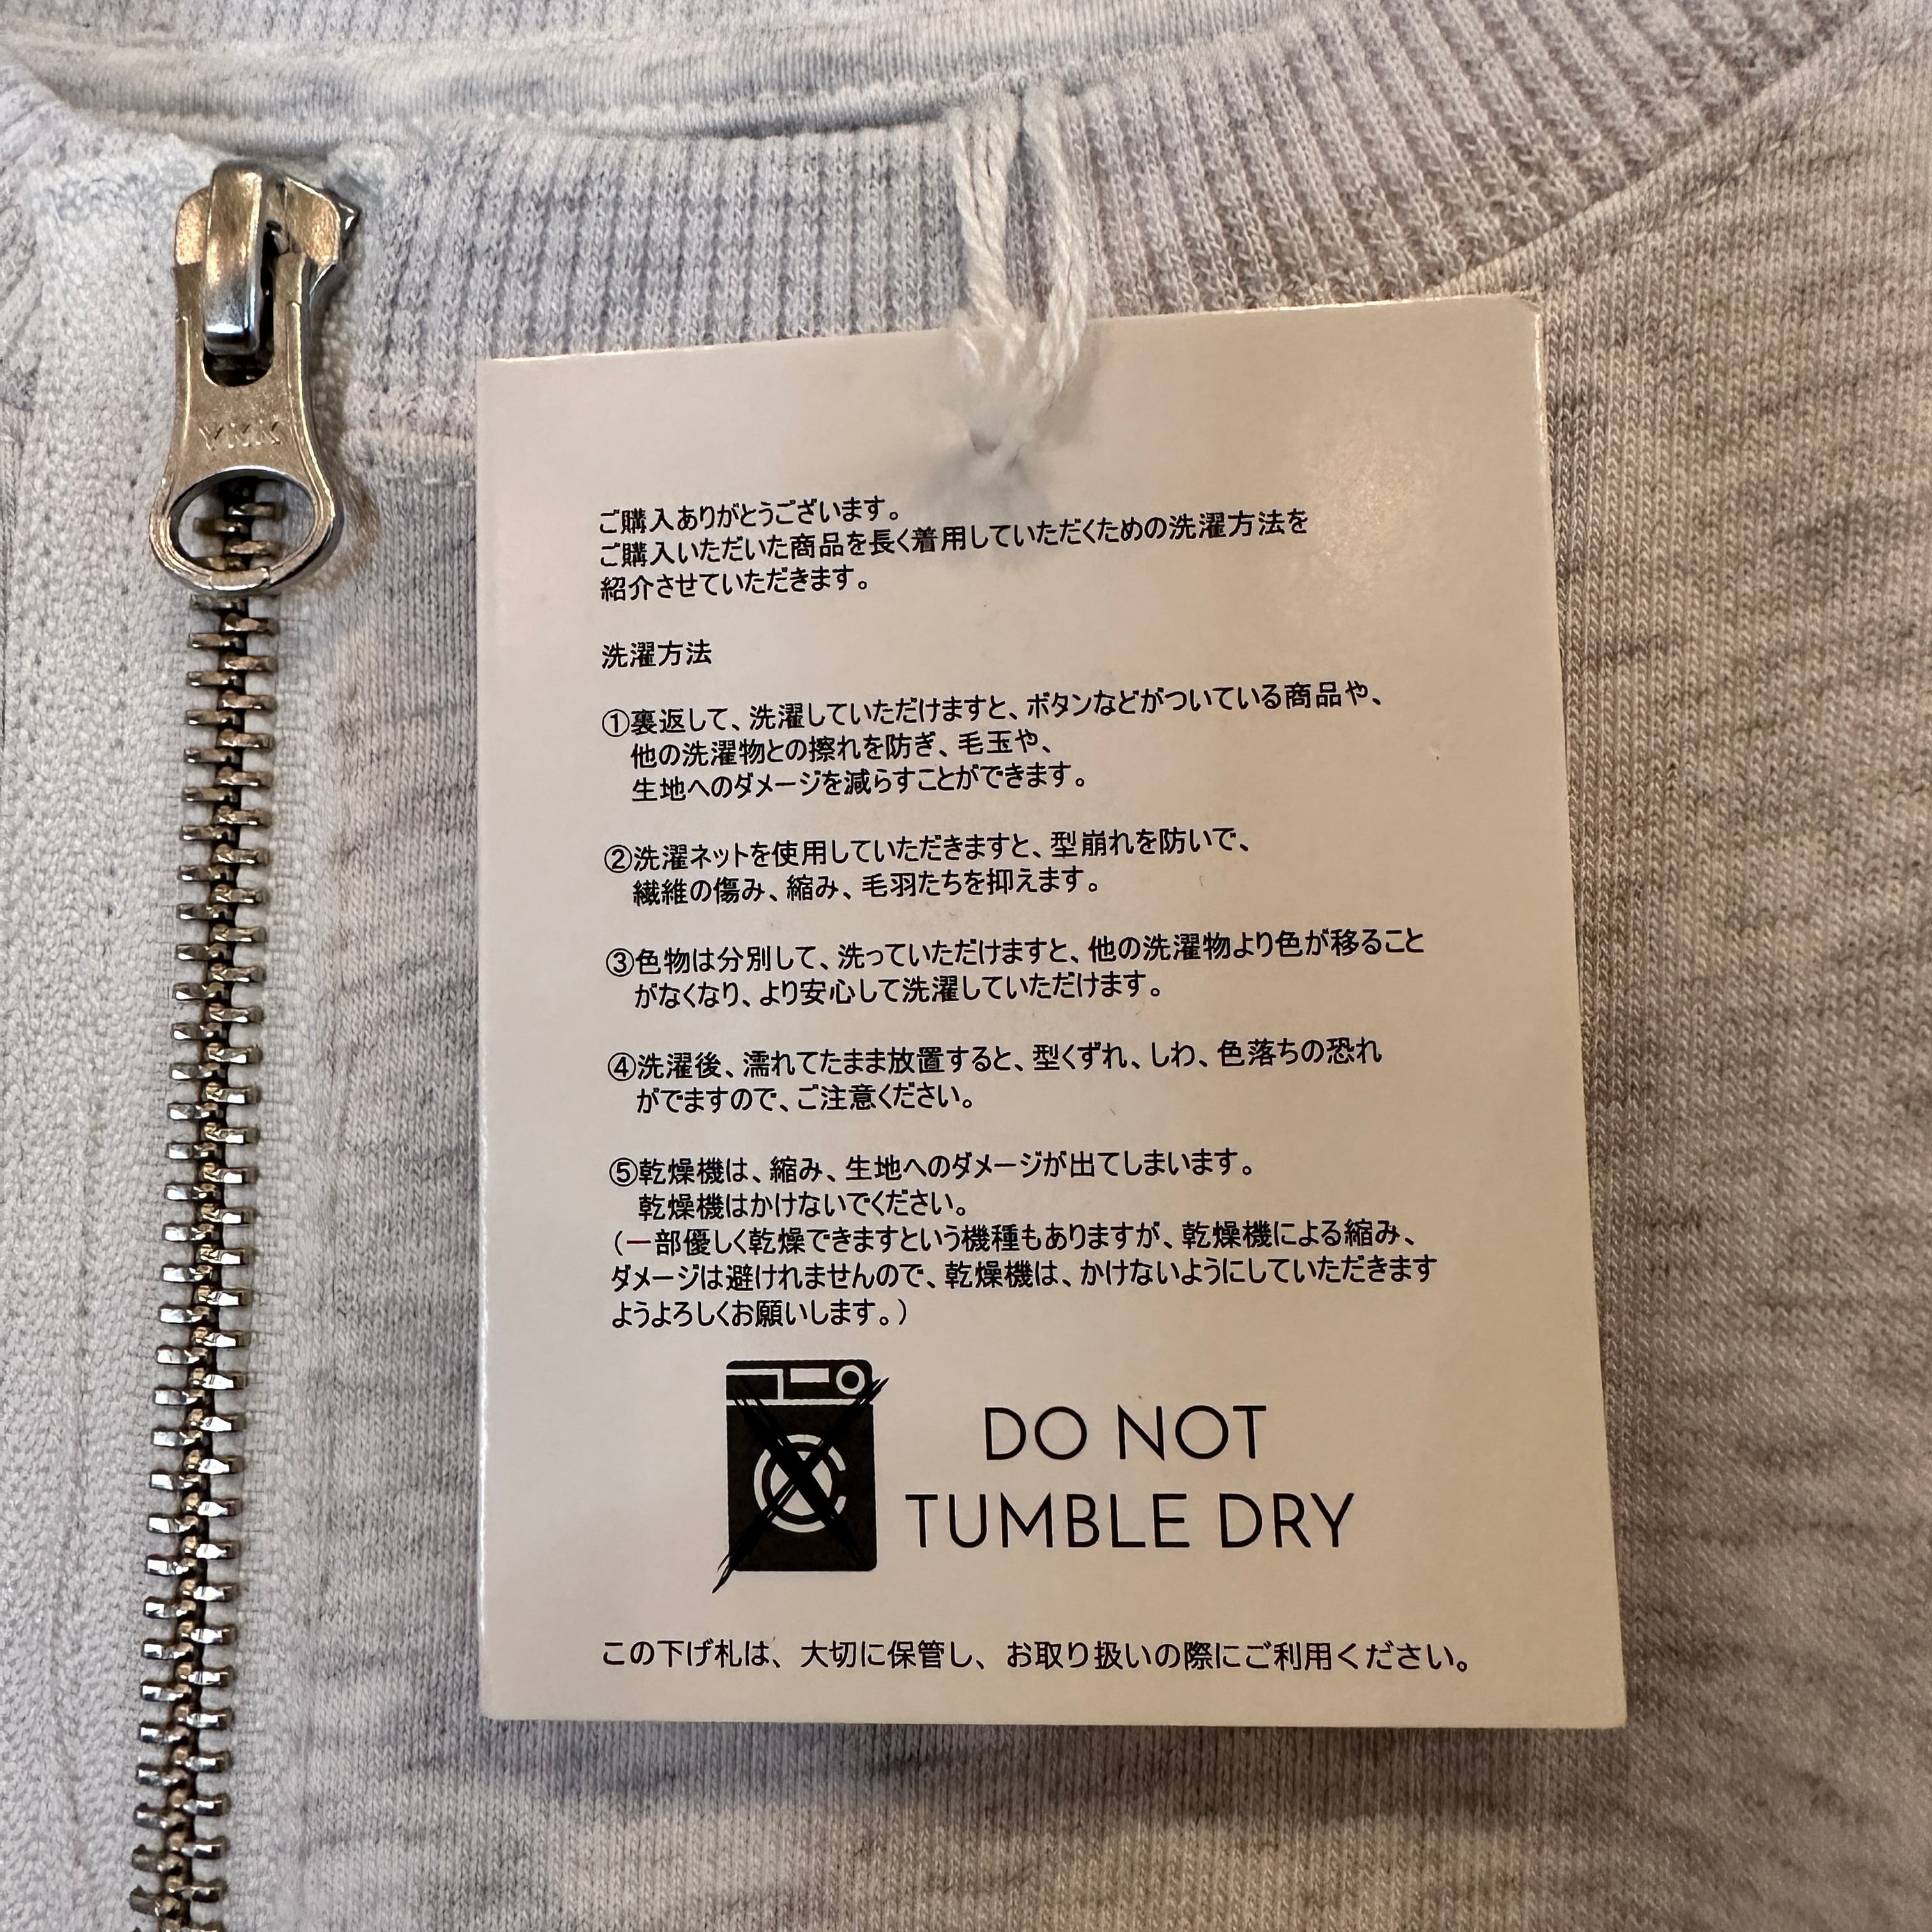 YKK
ご購入ありがとうございます。
ご購入いただいた商品を長く着用していただくための洗濯方法を
紹介させていただきます。
洗濯方法
①裏返して、洗濯していただけますと、ボタンなどがついている商品や、
他の洗濯物との擦れを防ぎ、毛玉や、
生地へのダメージを減らすことができます。
②洗濯ネットを使用していただきますと、型崩れを防いで、
繊維の傷み、縮み、毛羽たちを抑えます。
③色物は分別して、洗っていただけますと、他の洗濯物より色が移ること
がなくなり、より安心して洗濯していただけます。
④洗濯後、濡れてたまま放置すると、型くずれ、しわ、色落ちの恐れ
がでますので、ご注意ください。
⑤乾燥機は、縮み、生地へのダメージが出てしまいます。
乾燥機はかけないでください。
（一部優しく乾燥できますという機種もありますが、乾燥機による縮み、
ダメージは避けれませんので、乾燥機は、かけないようにしていただきます
ようよろしくお願いします。）
DO NOT
TUMBLE DRY
この下げ札は、大切に保管し、お取り扱いの際にご利用ください。